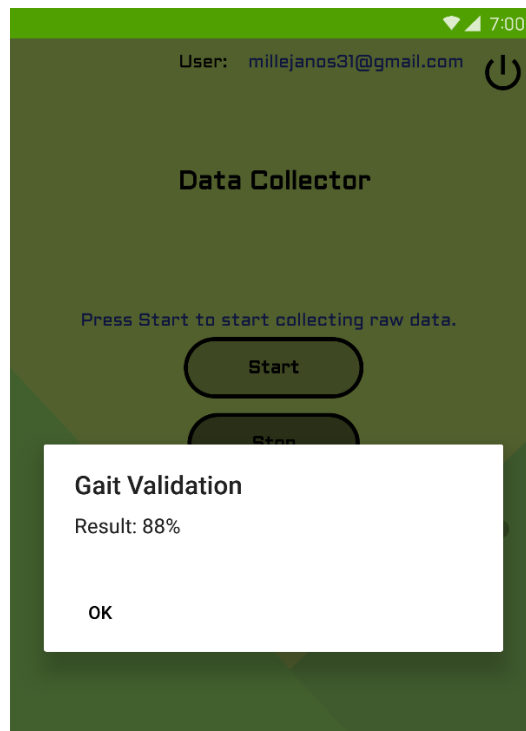 7:00
User: millejanos31@gmail.com
Data Collector
Press Start to start collecting raw data.
Start
Stop
Gait Validation
Result: 88%
OK